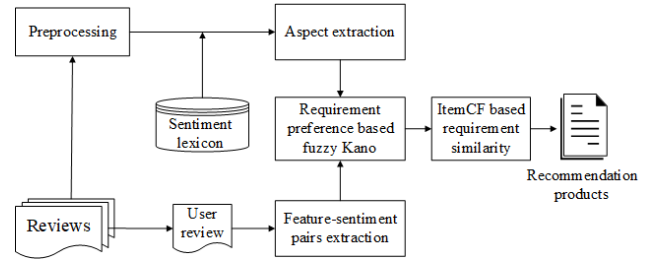 Preprocessing
Aspect extraction
Sentiment
lexicon
Requirement
preference based
fuzzy Kano
ItemCF based
requirement
similarity
Recommendation
products
Reviews
User
review
Feature-sentiment
pairs extraction